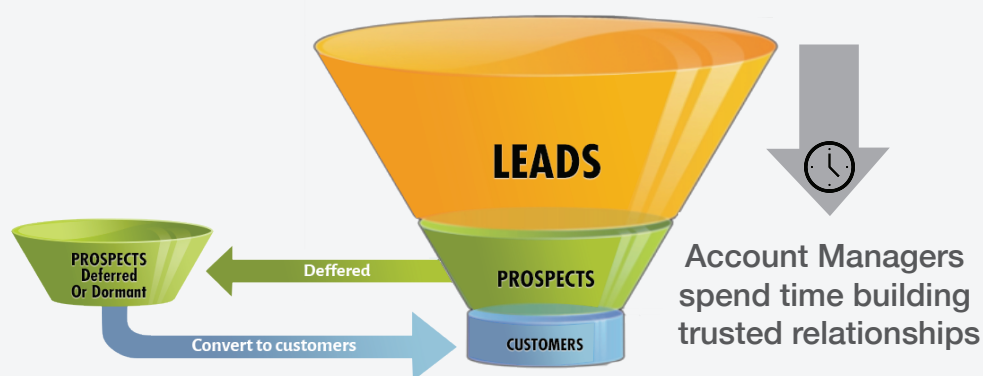 LEADS
PROSPECTS
Deferred
Or Dormant
Deffered
PROSPECTS
Convert to customers
CUSTOMERS
Account Managers
spend time building
trusted relationships